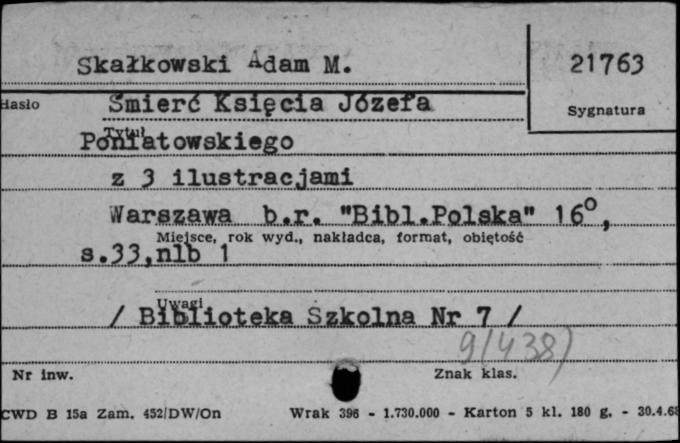 Skałkowski Adam M.
21763
Hasło
Sygnatura
Smierć Księcia Józefa
Tytuł
Poniatowskiego
z 3 ilustracjami
Warszawa b.r. "Bibl.Polska" 16°,
Miejsce, rok wyd., nakładca, format, objętość
s.33,nlb 1
Uwagi
/ Biblioteka Szkolna Nr 7 /
9(438)
Nr inw.
Znak klas.
CWD B 15a Zam. 452/DW/On Wrak 396 - 1.730.000 - Karton 5 kl. 180 g. - 30.4.68